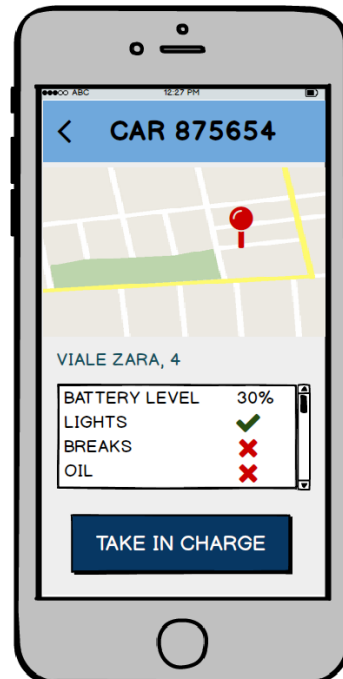 ABC 12:27 PM
CAR 875654
VIALE ZARA, 4
BATTERY LEVEL 30%
LIGHTS
BREAKS
OIL
TAKE IN CHARGE